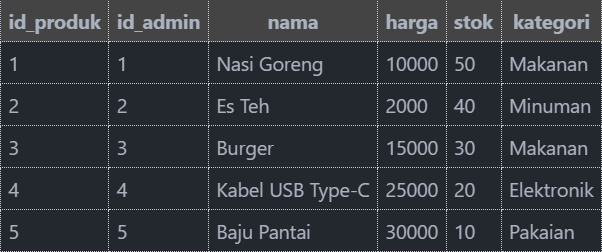 id_produk id_admin nama harga stok kategori
1 1 Nasi Goreng 10000 50 Makanan
2 2 Es Teh 2000 40 Minuman
3 3 Burger 15000 30 Makanan
4 4 Kabel USB Type-C 25000 20 Elektronik
5 5 Baju Pantai 30000 10 Pakaian